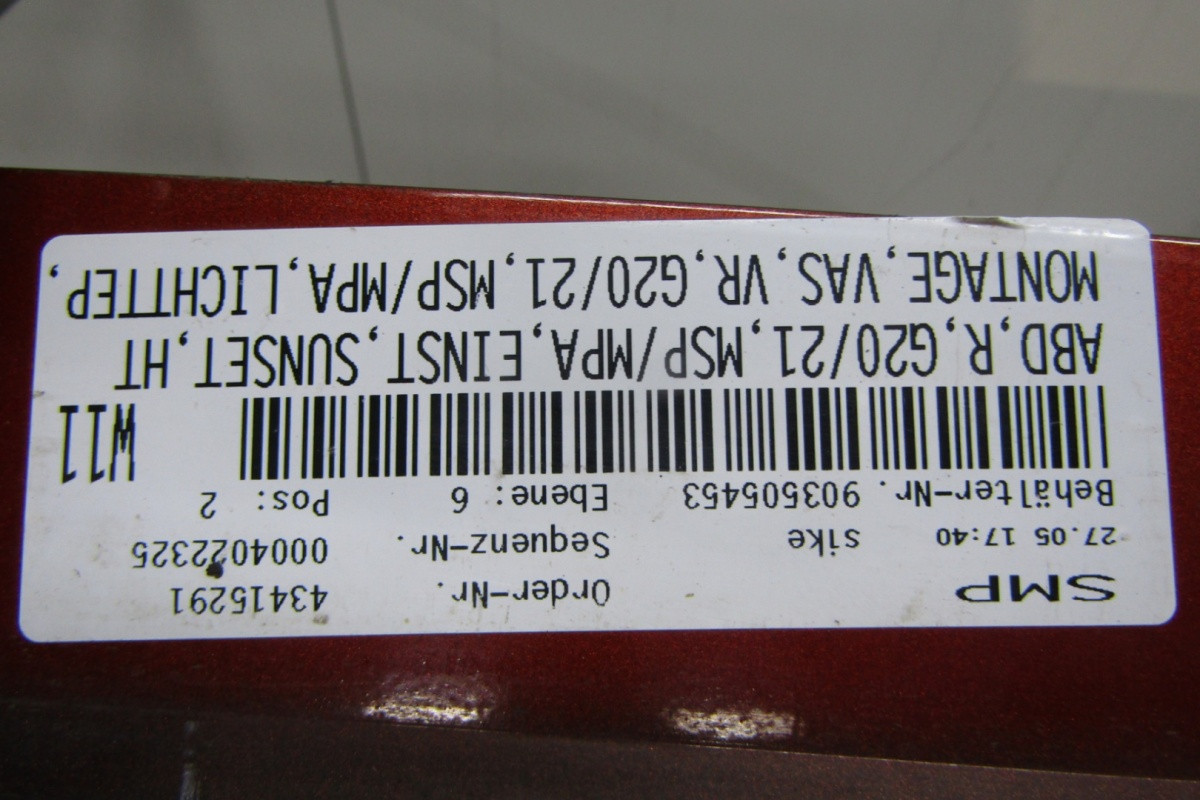 SMP Order-Nr. 43415291
27.05 17:40 sike Sequenz-Nr. 0004022325
Behälter-Nr. 903505453 Ebene: 6 Pos: 2
W11
ABD,R,G20/21,MSP/MPA,EINST,SUNSET,HT
MONTAGE,VAS,VR,G20/21,MSP/MPA,LICHTTEP,